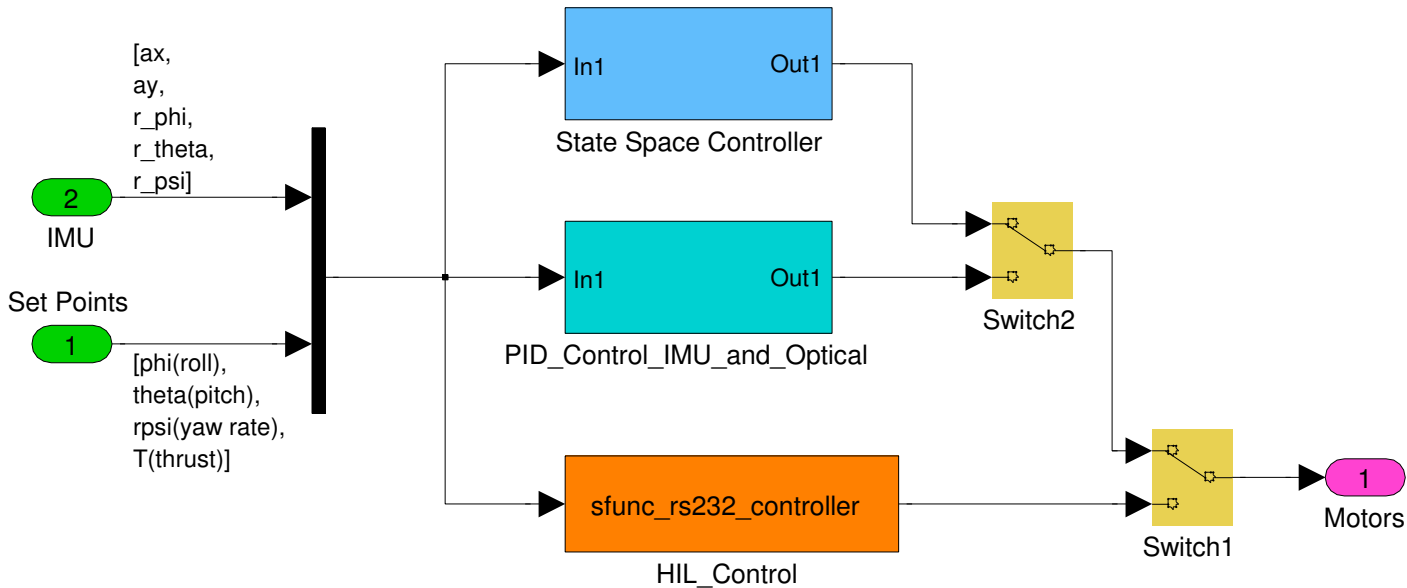 [ax,
ay,
r_phi,
r_theta,
r_psi]
2
IMU
Set Points
1
[phi(roll),
theta(pitch),
rpsi(yaw rate),
T(thrust)]
In1
Out1
State Space Controller
In1
Out1
PID_Control_IMU_and_Optical
sfunc_rs232_controller
HIL_Control
Switch2
Switch1
1
Motors